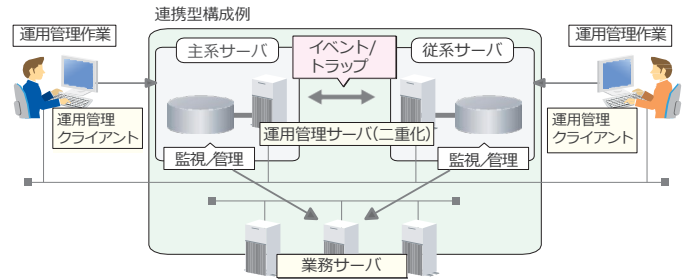 連携型構成例
運用管理作業
主系サーバ
イベント/
トラップ
従系サーバ
運用管理作業
運用管理
クライアント
運用管理サーバ(二重化)
運用管理
クライアント
監視/管理
監視/管理
業務サーバ